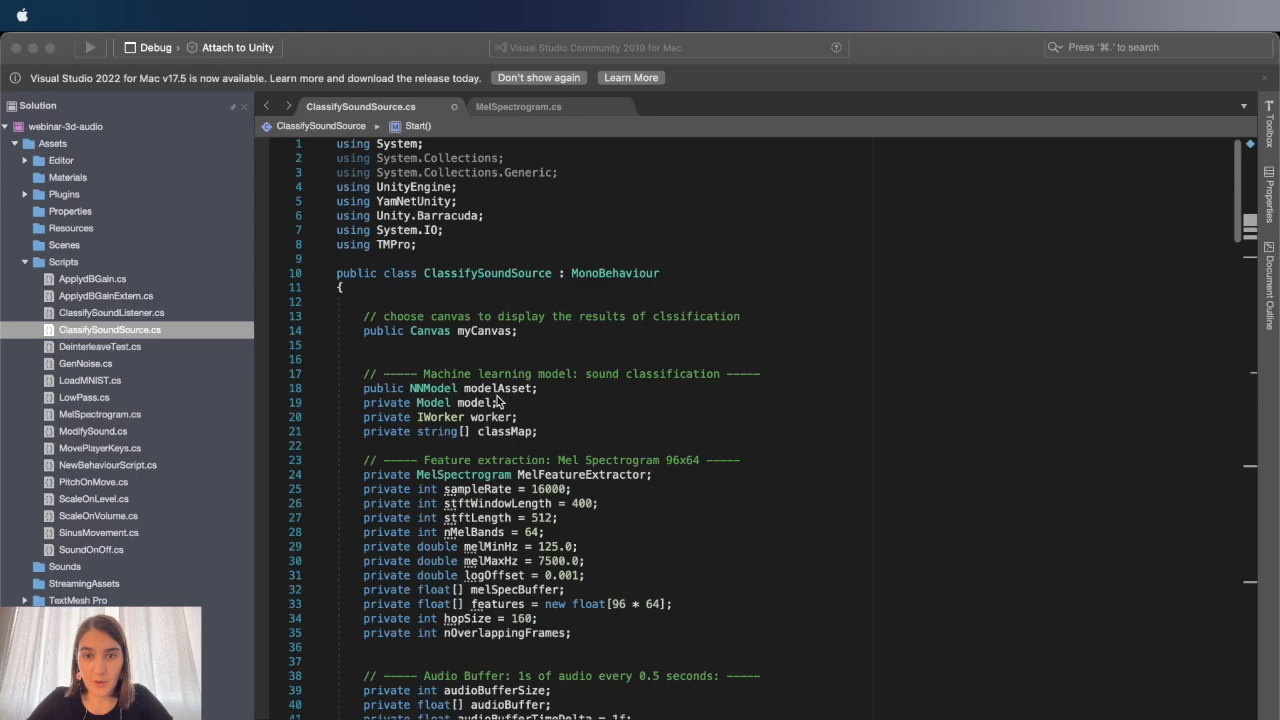 Debug › Attach to Unity
Visual Studio Community 2019 for Mac
Press '⌘.' to search
Visual Studio 2022 for Mac v17.5 is now available. Learn more and download the release today.
Don't show again
Learn More
Solution
webinar-3d-audio
Assets
Editor
Materials
Plugins
Properties
Resources
Scenes
Scripts
ApplydBGain.cs
ApplydBGainExtern.cs
ClassifySoundListener.cs
ClassifySoundSource.cs
DeinterleaveTest.cs
GenNoise.cs
LoadMNIST.cs
LowPass.cs
MelSpectrogram.cs
ModifySound.cs
MovePlayerKeys.cs
NewBehaviourScript.cs
PitchOnMove.cs
ScaleOnLevel.cs
ScaleOnVolume.cs
SinusMovement.cs
SoundOnOff.cs
Sounds
StreamingAssets
TextMesh Pro
ClassifySoundSource.cs
MelSpectrogram.cs
ClassifySoundSource
Start()
1 using System;
2 using System.Collections;
3 using System.Collections.Generic;
4 using UnityEngine;
5 using YamNetUnity;
6 using Unity.Barracuda;
7 using System.IO;
8 using TMPro;
9
10 public class ClassifySoundSource : MonoBehaviour
11 {
12
13 // choose canvas to display the results of clssification
14 public Canvas myCanvas;
15
16
17 // ----- Machine learning model: sound classification -----
18 public NNModel modelAsset;
19 private Model model;
20 private IWorker worker;
21 private string[] classMap;
22
23 // ----- Feature extraction: Mel Spectrogram 96x64 -----
24 private MelSpectrogram MelFeatureExtractor;
25 private int sampleRate = 16000;
26 private int stftWindowLength = 400;
27 private int stftLength = 512;
28 private int nMelBands = 64;
29 private double melMinHz = 125.0;
30 private double melMaxHz = 7500.0;
31 private double logOffset = 0.001;
32 private float[] melSpecBuffer;
33 private float[] features = new float[96 * 64];
34 private int hopSize = 160;
35 private int nOverlappingFrames;
36
37
38 // ----- Audio Buffer: 1s of audio every 0.5 seconds: -----
39 private int audioBufferSize;
40 private float[] audioBuffer;
41 private float audioBufferTimeDelta = 1f;
Toolbox
Properties
Document Outline